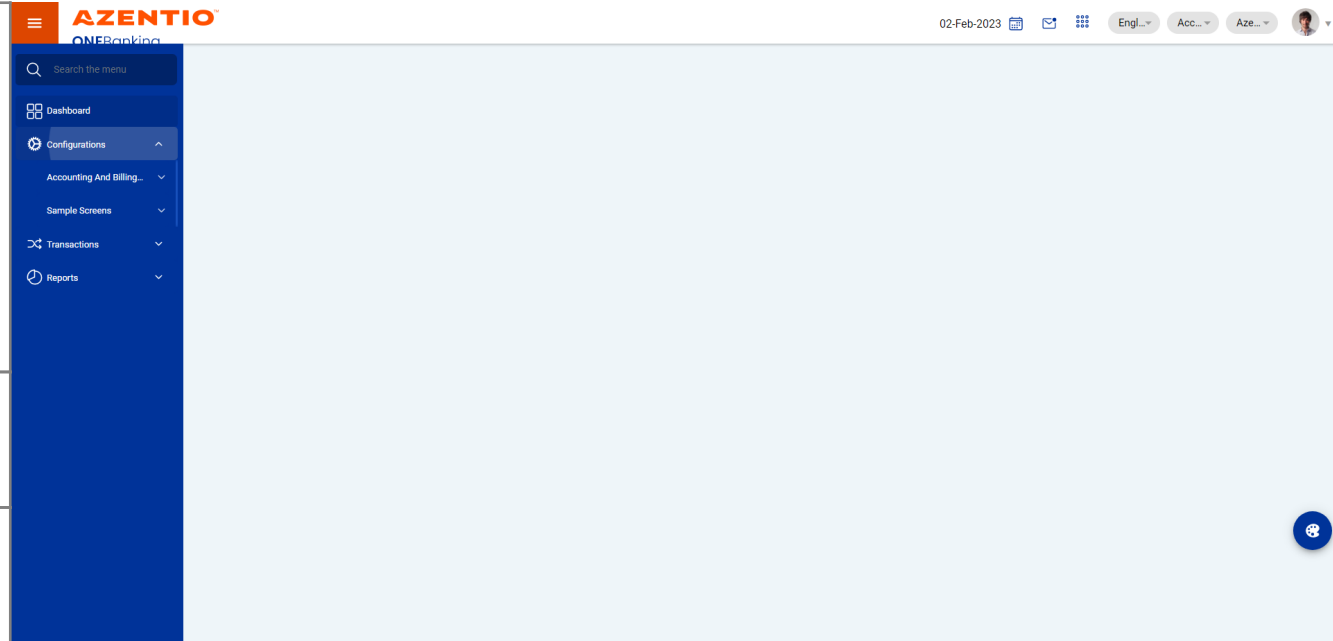 AZENTIO™
ONEBanking
02-Feb-2023
Engl...
Acc...
Aze...
Search the menu
Dashboard
Configurations
Accounting And Billing...
Sample Screens
Transactions
Reports